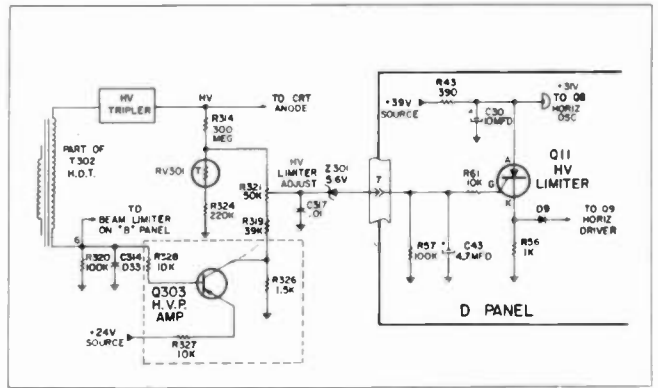 HV
TRIPLER
HV
TO CRT
ANODE
R314
300
MEG
PART OF
T302
H.D.T.
RV301
T
R324
220K
R321
50K
HV
LIMITER
ADJUST
Z301
5.6V
C317
.01
R319
39K
TO
BEAM LIMITER
ON "B" PANEL
6
R320
100K
C314
.033
R328
10K
Q303
H.V.P.
AMP
R326
1.5K
+24V
SOURCE
R327
10K
R43
390
+39V
SOURCE
C30
10MFD
+31V
TO Q8
HORIZ
OSC
Q11
HV
LIMITER
7
R61
10K
A
G
K
D9
TO Q9
HORIZ
DRIVER
R57
100K
C43
4.7MFD
R56
1K
D PANEL